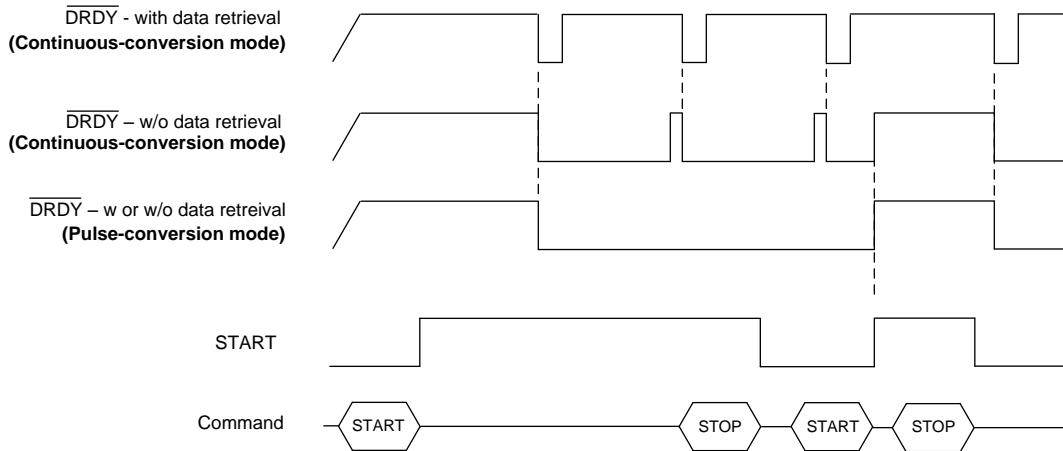 DRDY - with data retrieval
(Continuous-conversion mode)
DRDY – w/o data retrieval
(Continuous-conversion mode)
DRDY – w or w/o data retreival
(Pulse-conversion mode)
START
Command
START
STOP
START
STOP